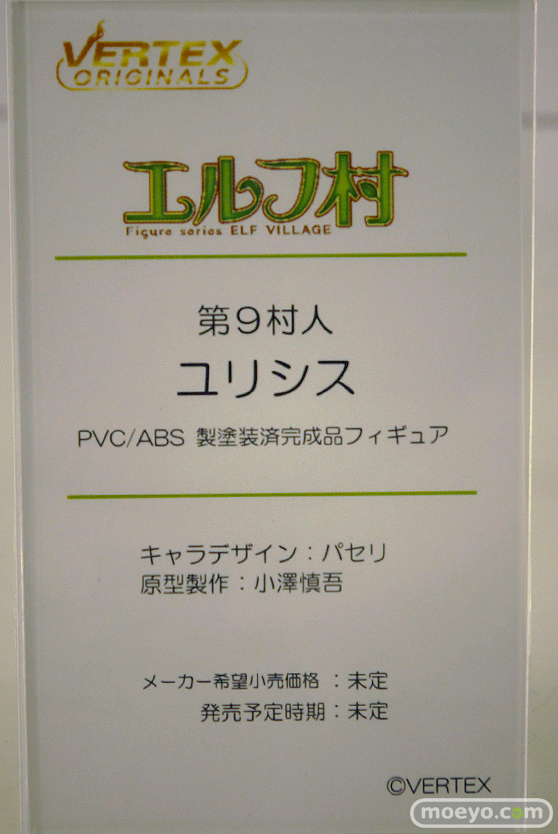 VERTEX
ORIGINALS
エルフ村
Figure series ELF VILLAGE
第9村人
ユリシス
PVC/ABS 製塗装済完成品フィギュア
キャラデザイン：パセリ
原型製作：小澤慎吾
メーカー希望小売価格：未定
発売予定時期：未定
©VERTEX
moeyo.com